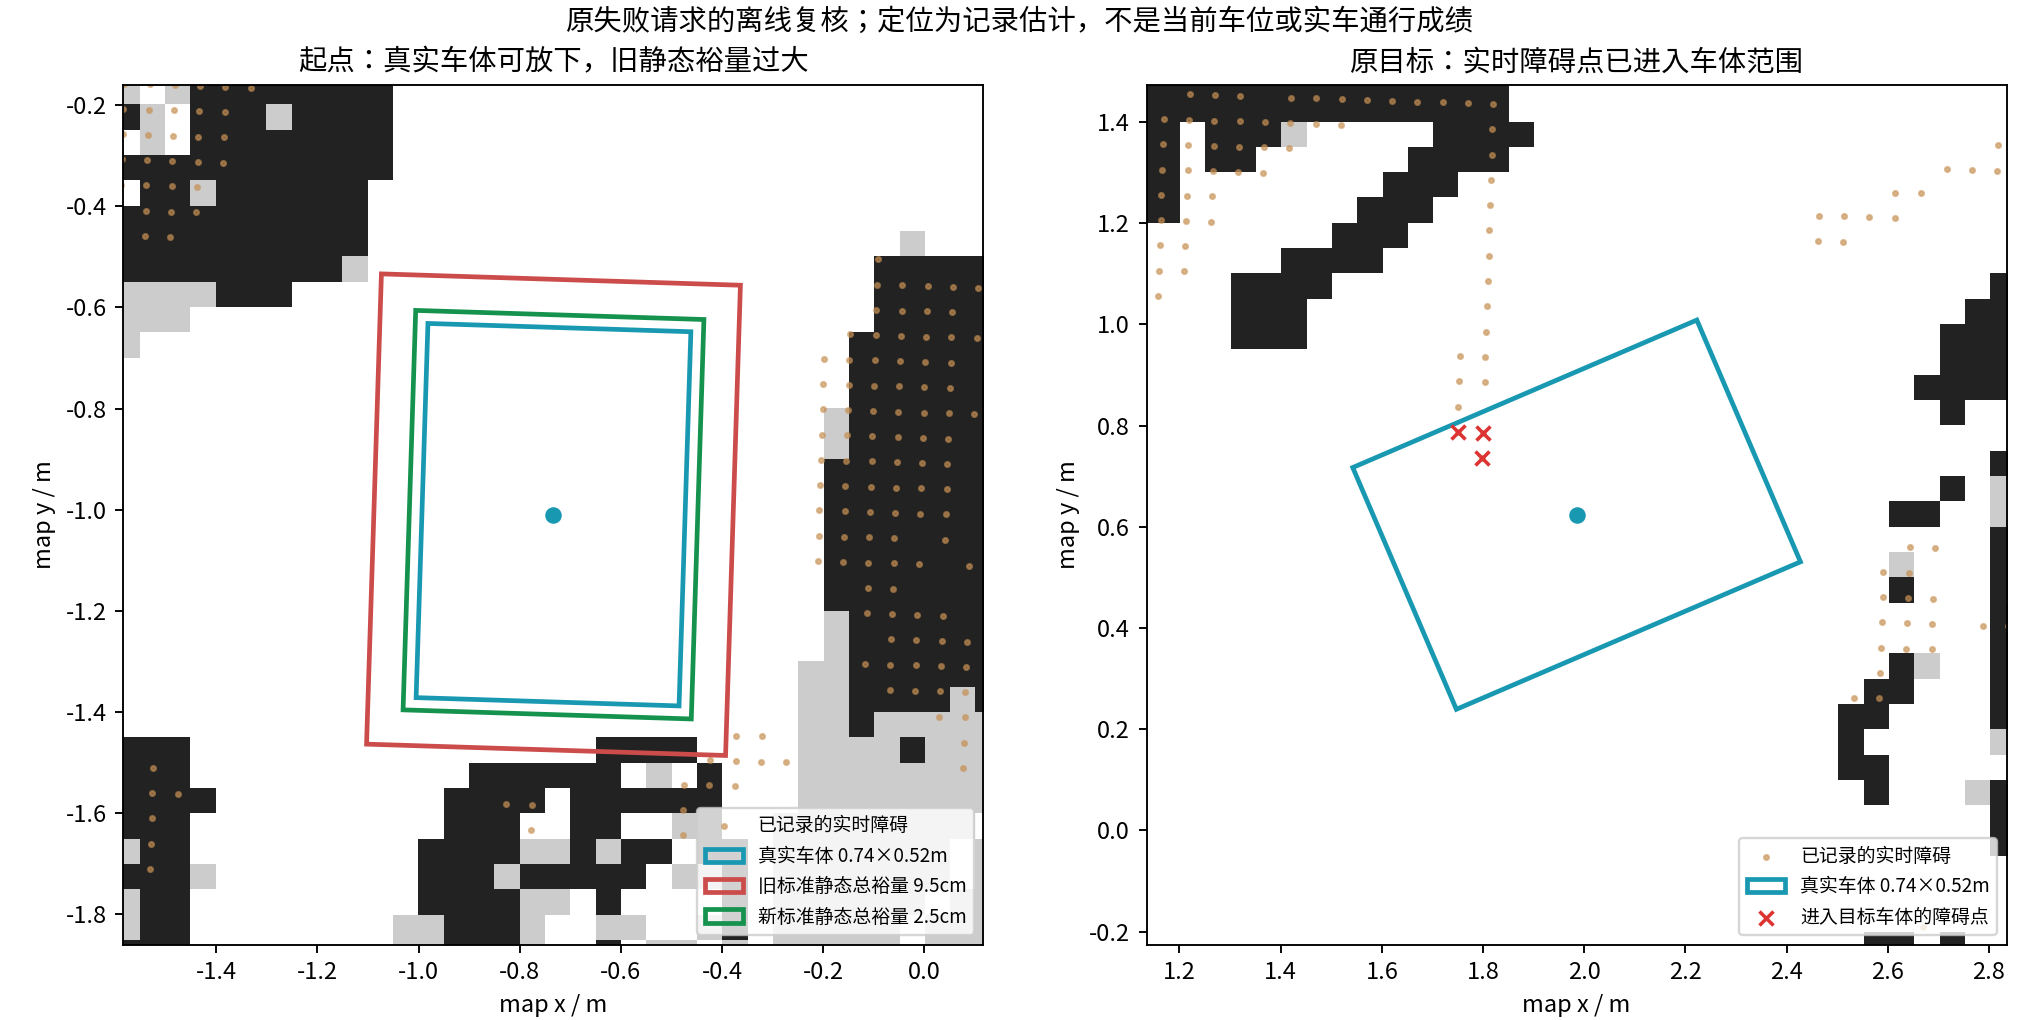 原失败请求的离线复核；定位为记录估计，不是当前车位或实车通行成绩
起点：真实车体可放下，旧静态裕量过大
-0.2
-0.4
-0.6
-0.8
-1.0
-1.2
-1.4
-1.6
-1.8
map y / m
已记录的实时障碍
真实车体 0.74×0.52m
旧标准静态总裕量 9.5cm
新标准静态总裕量 2.5cm
-1.4 -1.2 -1.0 -0.8 -0.6 -0.4 -0.2 0.0
map x / m
原目标：实时障碍点已进入车体范围
1.4
1.2
1.0
0.8
0.6
0.4
0.2
0.0
-0.2
map y / m
已记录的实时障碍
真实车体 0.74×0.52m
进入目标车体的障碍点
1.2 1.4 1.6 1.8 2.0 2.2 2.4 2.6 2.8
map x / m